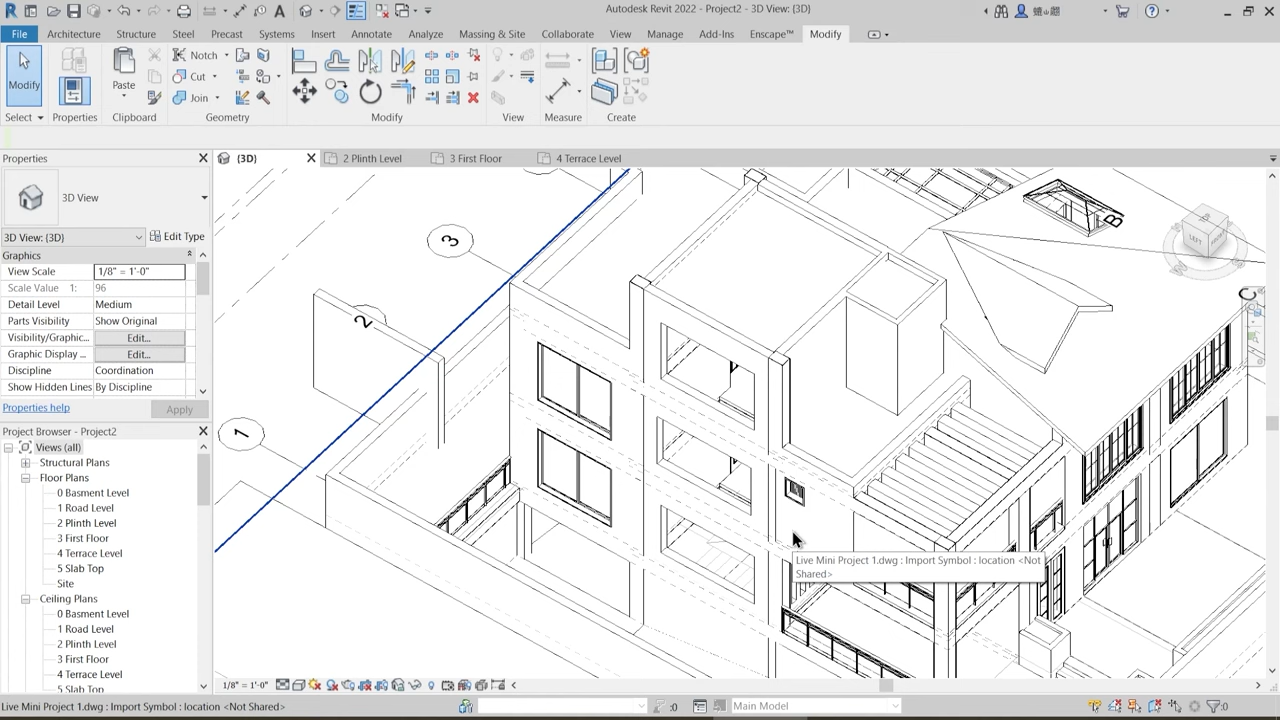 Autodesk Revit 2022 - Project2 - 3D View: {3D}
File Architecture Structure Steel Precast Systems Insert Annotate Analyze Massing & Site Collaborate View Manage Add-Ins Enscape™ Modify
Modify
Properties
Paste
Notch
Cut
Join
Select Properties Clipboard Geometry Modify View Measure Create
Properties
{3D} 2 Plinth Level 3 First Floor 4 Terrace Level
3D View
3D View: {3D} Edit Type
Graphics
View Scale 1/8" = 1'-0"
Scale Value 1: 96
Detail Level Medium
Parts Visibility Show Original
Visibility/Graphic... Edit...
Graphic Display ... Edit...
Discipline Coordination
Show Hidden Lines By Discipline
Properties help Apply
Project Browser - Project2
Views (all)
Structural Plans
Floor Plans
0 Basment Level
1 Road Level
2 Plinth Level
3 First Floor
4 Terrace Level
5 Slab Top
Site
Ceiling Plans
0 Basment Level
1 Road Level
2 Plinth Level
3 First Floor
4 Terrace Level
5 Slab Top
3
2
1
B
C
LEFT
Live Mini Project 1.dwg : Import Symbol : location <Not
Shared>
1/8" = 1'-0"
Live Mini Project 1.dwg : Import Symbol : location <Not Shared>
:0
Main Model
:0